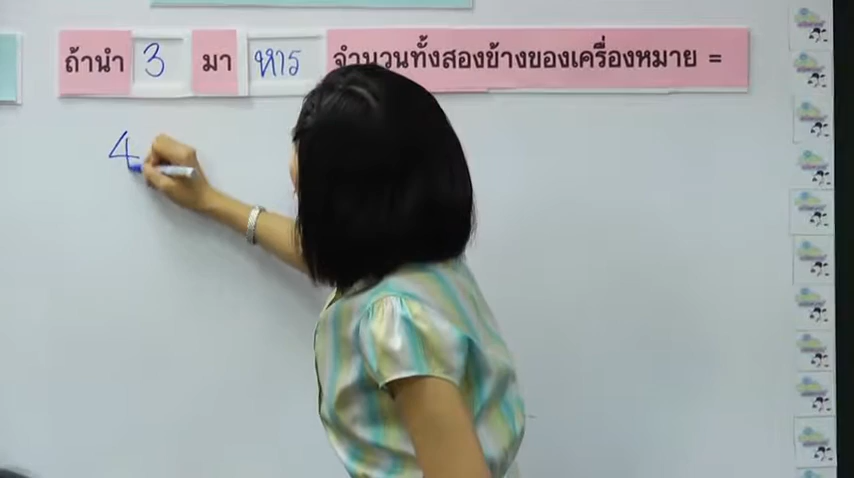 ถ้านำ 3 มา หาร จำนวนทั้งสองข้างของเครื่องหมาย =
4